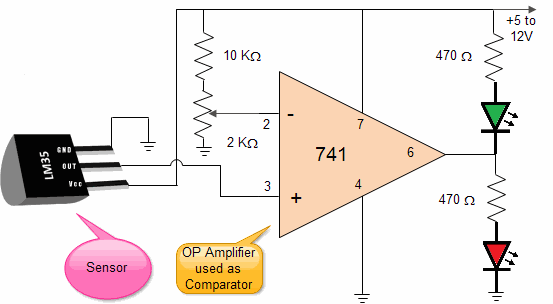 +5 to
12V
10 KΩ
470 Ω
2 KΩ
2
-
7
741
6
3
+
4
GND
OUT
Vcc
LM35
470 Ω
Sensor
OP Amplifier
used as
Comparator